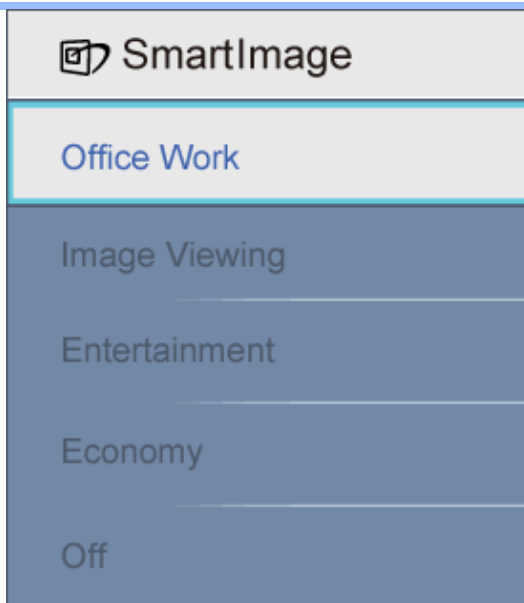 SmartImage
Office Work
Image Viewing
Entertainment
Economy
Off